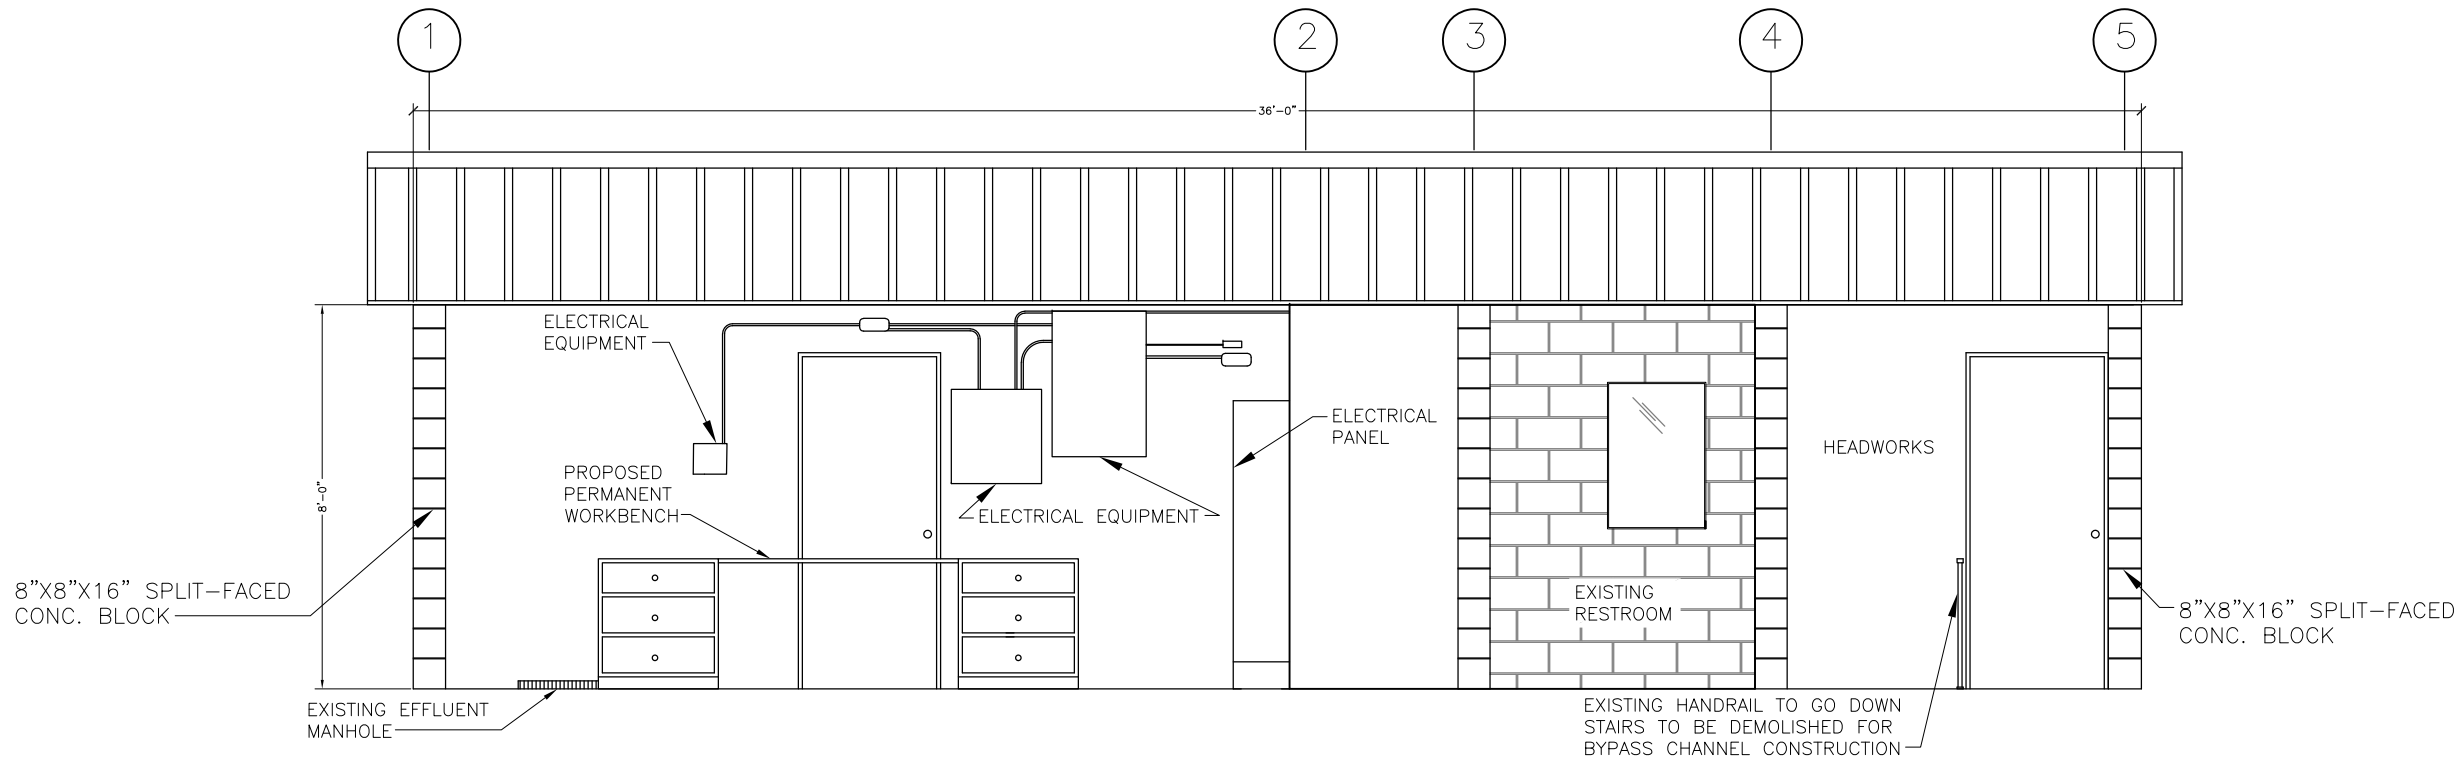 1
2
3
4
5
36'-0"
ELECTRICAL
EQUIPMENT
ELECTRICAL
PANEL
HEADWORKS
PROPOSED
PERMANENT
WORKBENCH
8'-0"
ELECTRICAL EQUIPMENT
8"X8"X16" SPLIT-FACED
CONC. BLOCK
EXISTING
RESTROOM
8"X8"X16" SPLIT-FACED
CONC. BLOCK
EXISTING EFFLUENT
MANHOLE
EXISTING HANDRAIL TO GO DOWN
STAIRS TO BE DEMOLISHED FOR
BYPASS CHANNEL CONSTRUCTION